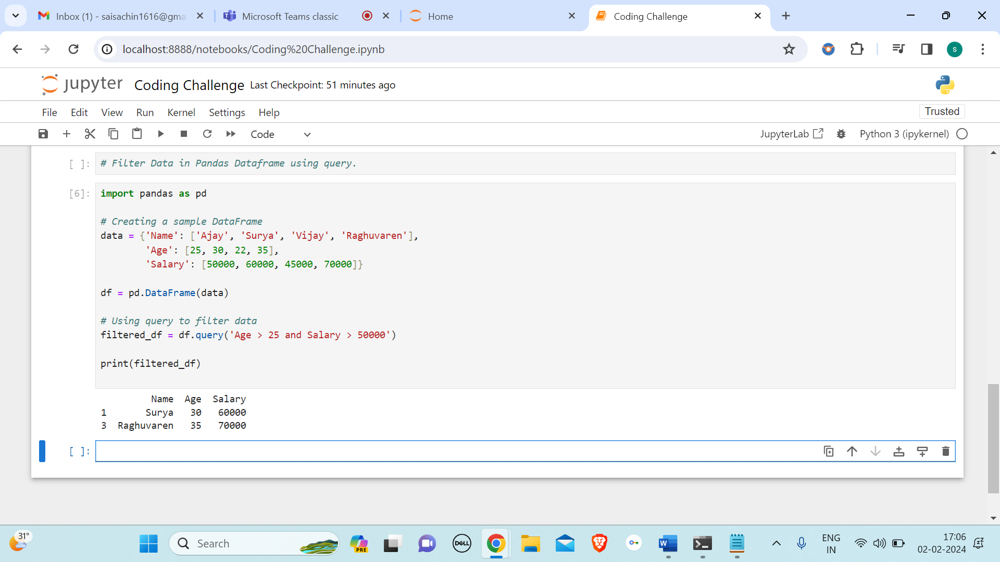 Inbox (1) - saisachin1616@gma
Microsoft Teams classic
Home
Coding Challenge
localhost:8888/notebooks/Coding%20Challenge.ipynb
S
jupyter Coding Challenge Last Checkpoint: 51 minutes ago
File Edit View Run Kernel Settings Help
Trusted
Code
JupyterLab
Python 3 (ipykernel)
[ ]: # Filter Data in Pandas Dataframe using query.
[6]: import pandas as pd
# Creating a sample DataFrame
data = {'Name': ['Ajay', 'Surya', 'Vijay', 'Raghuvaren'],
'Age': [25, 30, 22, 35],
'Salary': [50000, 60000, 45000, 70000]}
df = pd.DataFrame(data)
# Using query to filter data
filtered_df = df.query('Age > 25 and Salary > 50000')
print(filtered_df)
Name Age Salary
1 Surya 30 60000
3 Raghuvaren 35 70000
[ ]:
31°
Search
PRE
DELL
W
ENG
IN
17:06
02-02-2024